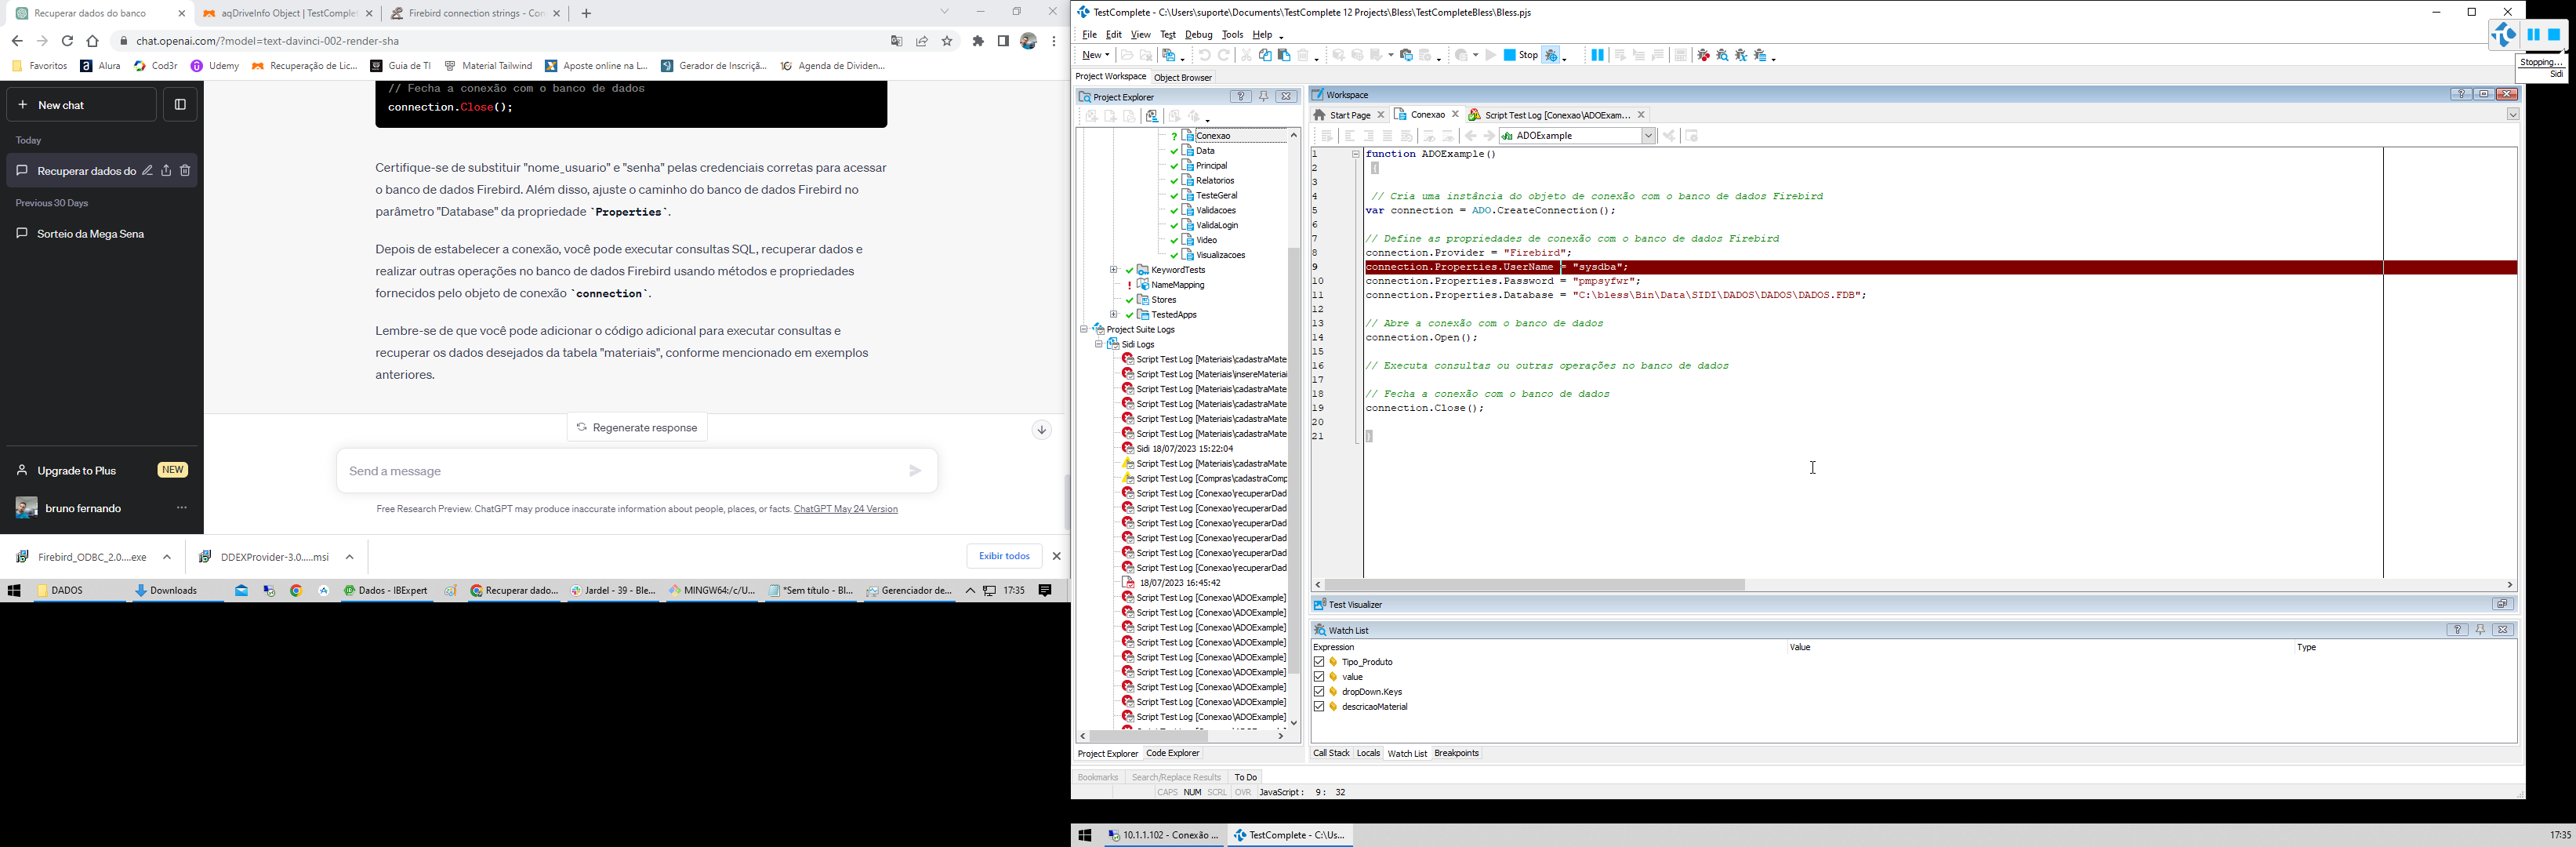 Recuperar dados do banco
aqDriveInfo Object | TestComplet
Firebird connection strings - Con
chat.openai.com/?model=text-davinci-002-render-sha
Favoritos
Alura
Cod3r
Udemy
Recuperação de Lic...
Guia de TI
Material Tailwind
Aposte online na L...
Gerador de Inscriçã...
Agenda de Dividen...
New chat
Today
Recuperar dados do
Previous 30 Days
Sorteio da Mega Sena
Upgrade to Plus
NEW
bruno fernando
// Fecha a conexão com o banco de dados
connection.Close();
Certifique-se de substituir "nome_usuario" e "senha" pelas credenciais corretas para acessar
o banco de dados Firebird. Além disso, ajuste o caminho do banco de dados Firebird no
parâmetro "Database" da propriedade `Properties`.
Depois de estabelecer a conexão, você pode executar consultas SQL, recuperar dados e
realizar outras operações no banco de dados Firebird usando métodos e propriedades
fornecidos pelo objeto de conexão `connection`.
Lembre-se de que você pode adicionar o código adicional para executar consultas e
recuperar os dados desejados da tabela "materiais", conforme mencionado em exemplos
anteriores.
Regenerate response
Send a message
Free Research Preview. ChatGPT may produce inaccurate information about people, places, or facts. ChatGPT May 24 Version
Firebird_ODBC_2.0....exe
DDEXProvider-3.0.....msi
Exibir todos
DADOS
Downloads
Dados - IBExpert
Recuperar dado...
Jardel - 39 - Ble...
MINGW64:/c/U...
*Sem título - Bl...
Gerenciador de...
17:35
TestComplete - C:\Users\suporte\Documents\TestComplete 12 Projects\Bless\TestCompleteBless\Bless.pjs
File Edit View Test Debug Tools Help
New
Stop
Stopping...
Sidi
Project Workspace
Object Browser
Project Explorer
Conexao
Data
Principal
Relatorios
TesteGeral
Validacoes
ValidaLogin
Video
Visualizacoes
KeywordTests
NameMapping
Stores
TestedApps
Project Suite Logs
Sidi Logs
Script Test Log [Materiais\cadastraMate
Script Test Log [Materiais\insereMateriai
Script Test Log [Materiais\cadastraMate
Script Test Log [Materiais\cadastraMate
Script Test Log [Materiais\cadastraMate
Script Test Log [Materiais\cadastraMate
Sidi 18/07/2023 15:22:04
Script Test Log [Materiais\cadastraMate
Script Test Log [Compras\cadastraComp
Script Test Log [Conexao\recuperarDad
Script Test Log [Conexao\recuperarDad
Script Test Log [Conexao\recuperarDad
Script Test Log [Conexao\recuperarDad
Script Test Log [Conexao\recuperarDad
Script Test Log [Conexao\recuperarDad
18/07/2023 16:45:42
Script Test Log [Conexao\ADOExample]
Script Test Log [Conexao\ADOExample]
Script Test Log [Conexao\ADOExample]
Script Test Log [Conexao\ADOExample]
Script Test Log [Conexao\ADOExample]
Script Test Log [Conexao\ADOExample]
Script Test Log [Conexao\ADOExample]
Script Test Log [Conexao\ADOExample]
Script Test Log [Conexao\ADOExample]
Project Explorer
Code Explorer
Workspace
Start Page
Conexao
Script Test Log [Conexao\ADOExam...
ADOExample
1 function ADOExample()
2 {
3
4 // Cria uma instância do objeto de conexão com o banco de dados Firebird
5 var connection = ADO.CreateConnection();
6
7 // Define as propriedades de conexão com o banco de dados Firebird
8 connection.Provider = "Firebird";
9 connection.Properties.UserName = "sysdba";
10 connection.Properties.Password = "pmpsyfwr";
11 connection.Properties.Database = "C:\bless\Bin\Data\SIDI\DADOS\DADOS\DADOS.FDB";
12
13 // Abre a conexão com o banco de dados
14 connection.Open();
15
16 // Executa consultas ou outras operações no banco de dados
17
18 // Fecha a conexão com o banco de dados
19 connection.Close();
20
21 }
Test Visualizer
Watch List
Expression
Value
Type
Tipo_Produto
value
dropDown.Keys
descricaoMaterial
Call Stack
Locals
Watch List
Breakpoints
Bookmarks
Search/Replace Results
To Do
CAPS NUM SCRL OVR JavaScript : 9 : 32
10.1.1.102 - Conexão ...
TestComplete - C:\Us...
17:35